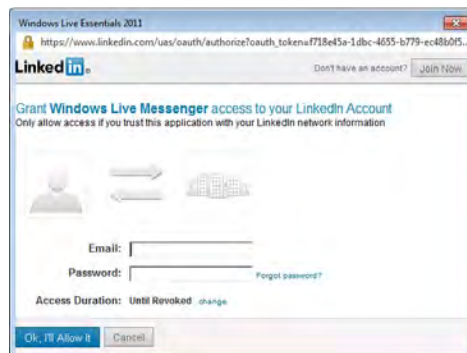 Windows Live Essentials 2011
https://www.linkedin.com/uas/oauth/authorize?oauth_token=f718e45a-1dbc-4655-b779-ec48b0f5...
Linked in® Don't have an account? Join Now
Grant Windows Live Messenger access to your LinkedIn Account
Only allow access if you trust this application with your LinkedIn network information
Email:
Password: Forgot password?
Access Duration: Until Revoked change
Ok, I'll Allow It Cancel